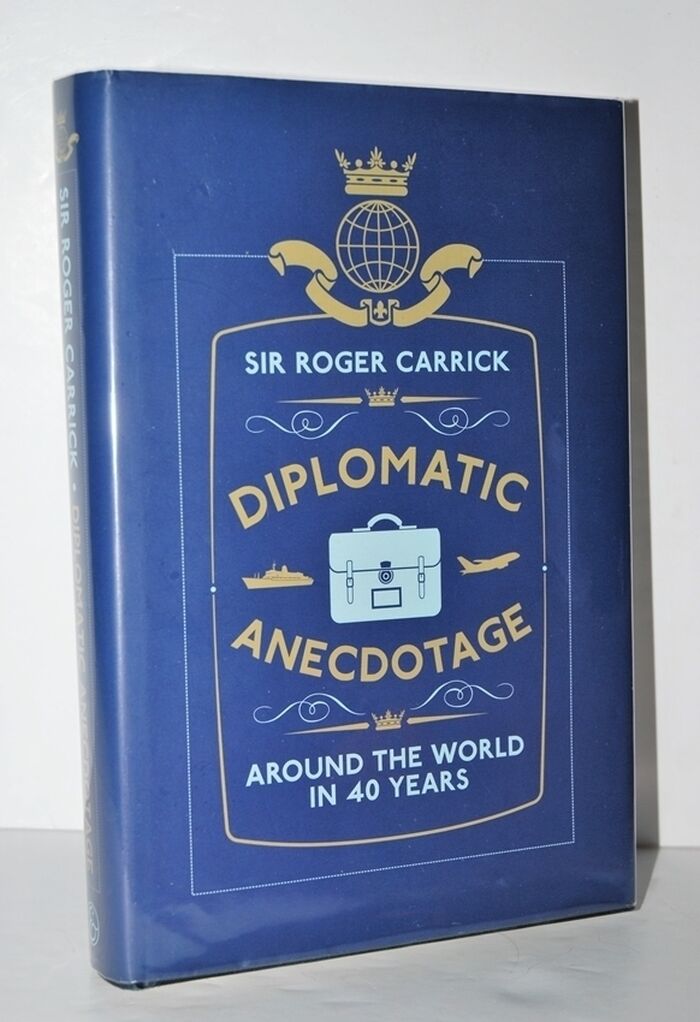 SIR ROGER CARRICK • DIPLOMATIC ANECDOTAGE
SIR ROGER CARRICK
DIPLOMATIC
ANECDOTAGE
AROUND THE WORLD
IN 40 YEARS